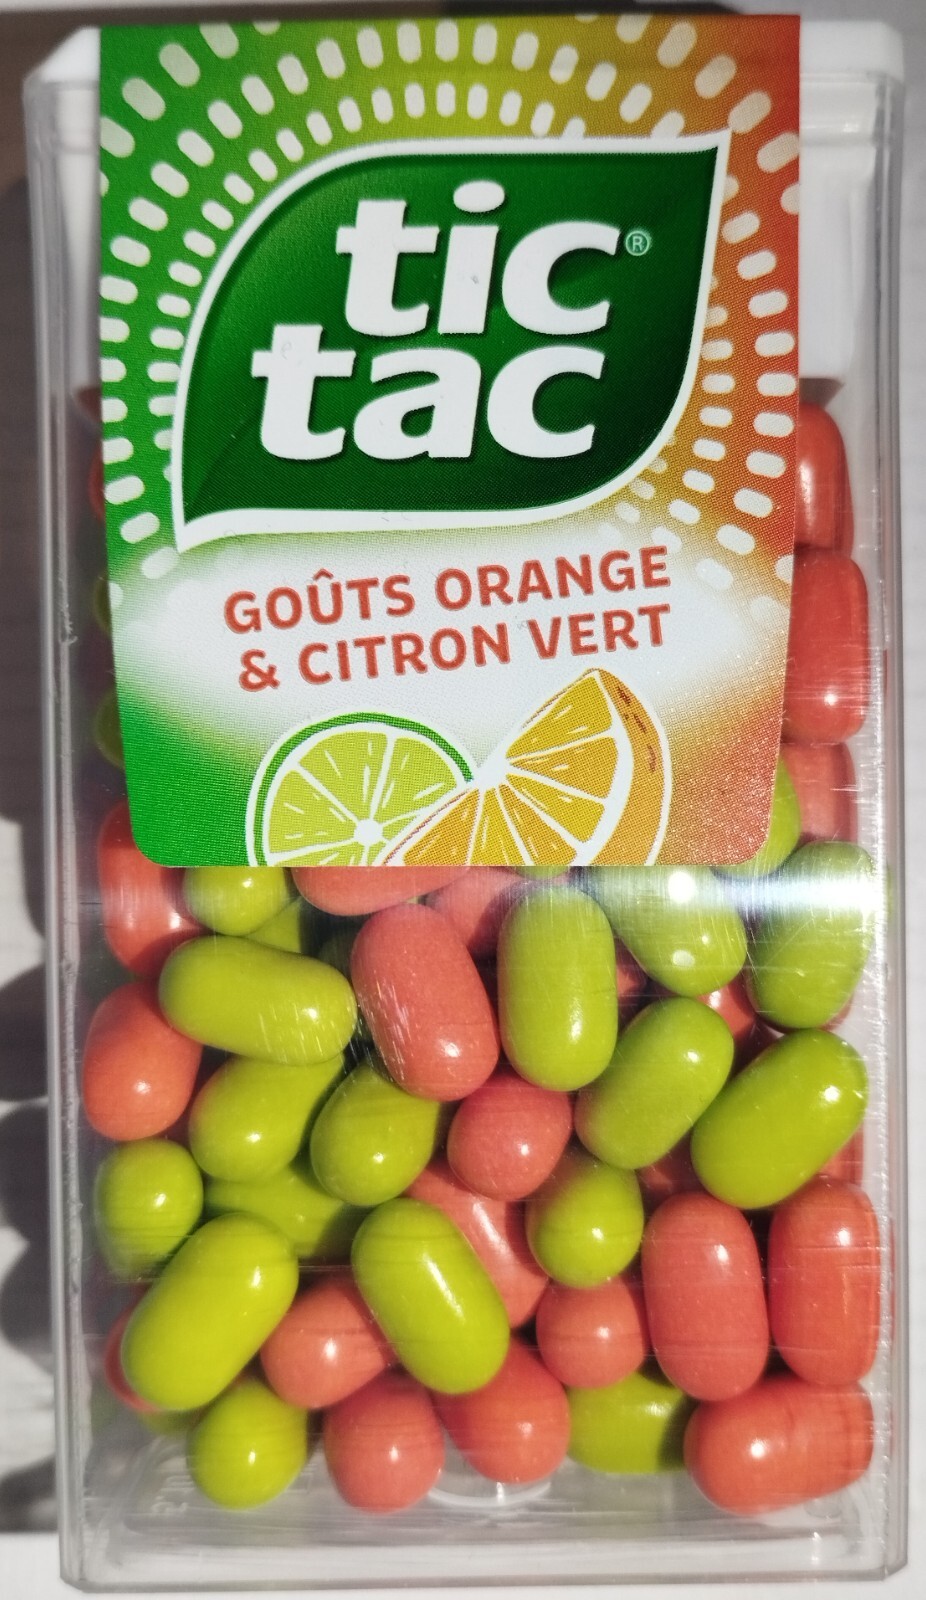 tic®
tac
GOÛTS ORANGE
& CITRON VERT